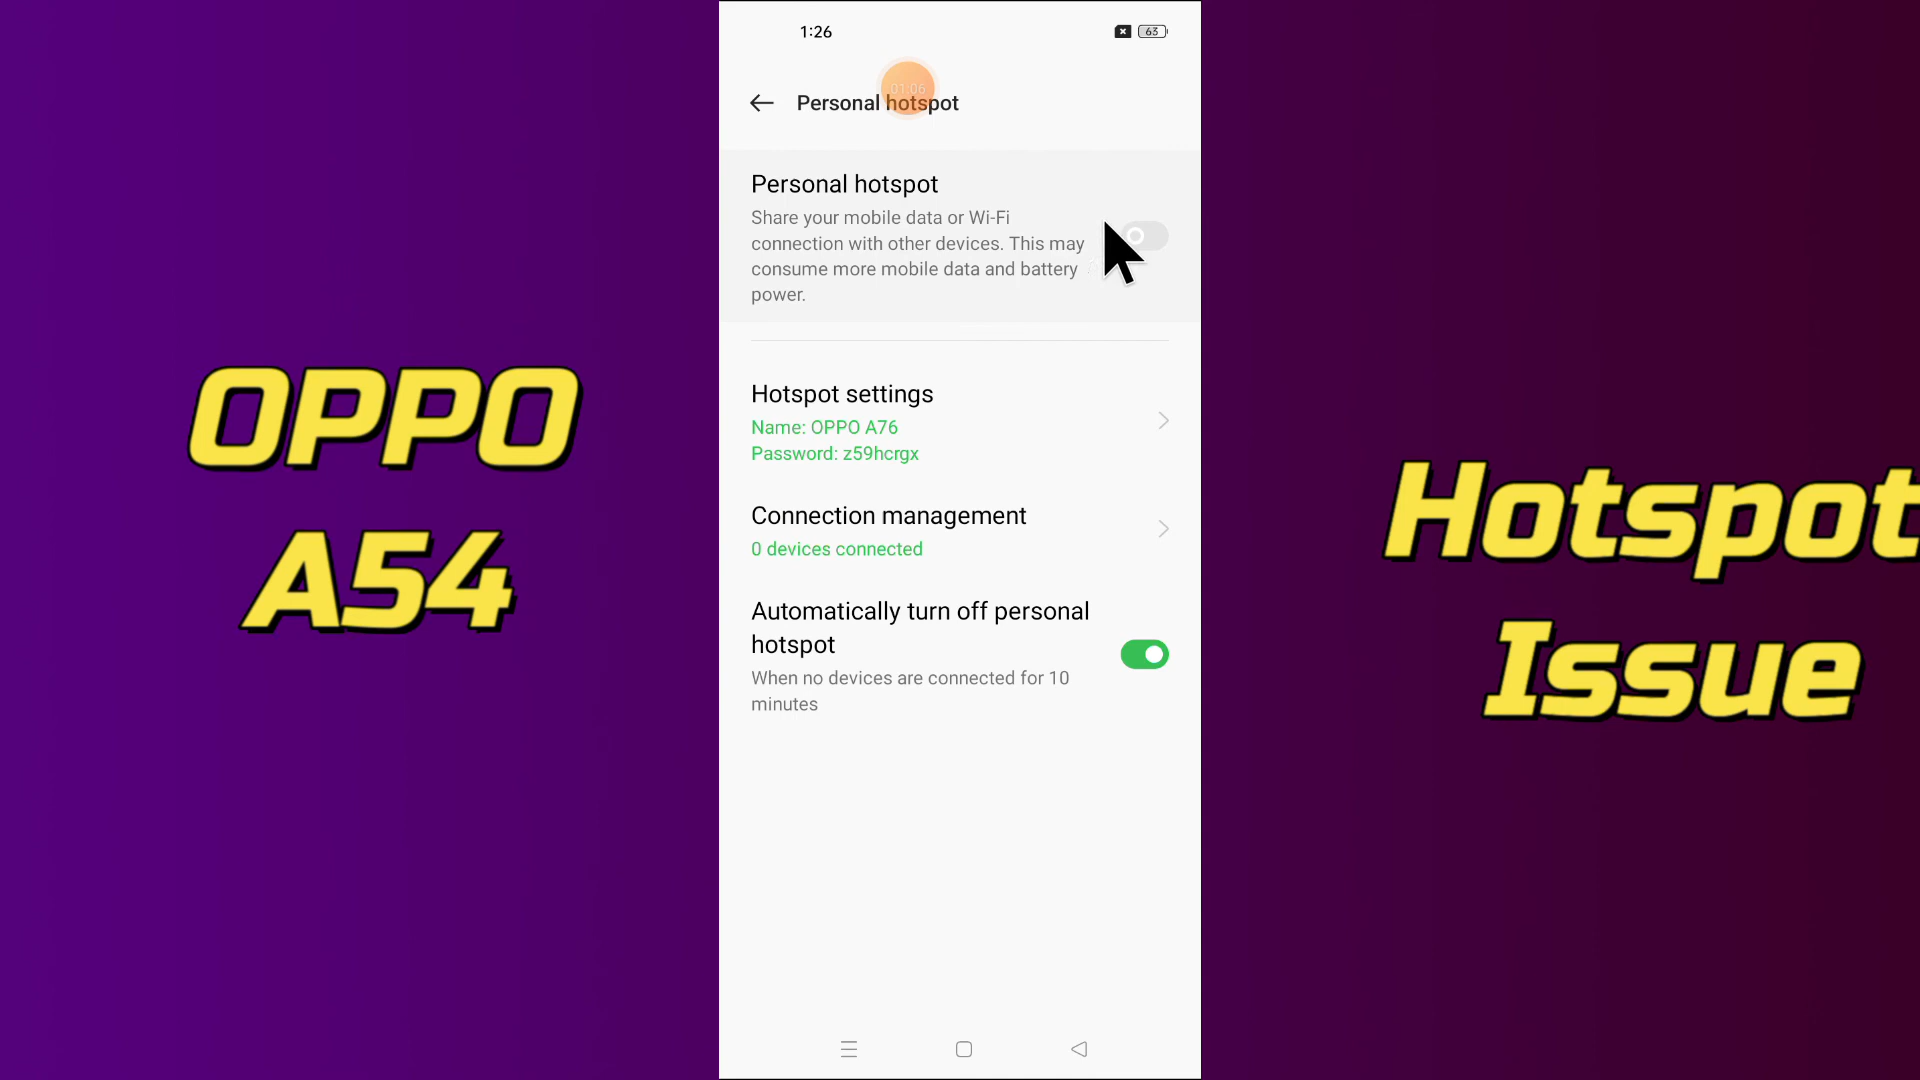 1:26
63
01:06
Personal hotspot
Personal hotspot
Share your mobile data or Wi-Fi
connection with other devices. This may
consume more mobile data and battery
power.
Hotspot settings
Name: OPPO A76
Password: z59hcrgx
Connection management
0 devices connected
Automatically turn off personal
hotspot
When no devices are connected for 10
minutes
OPPO
A54
Hotspot
Issue